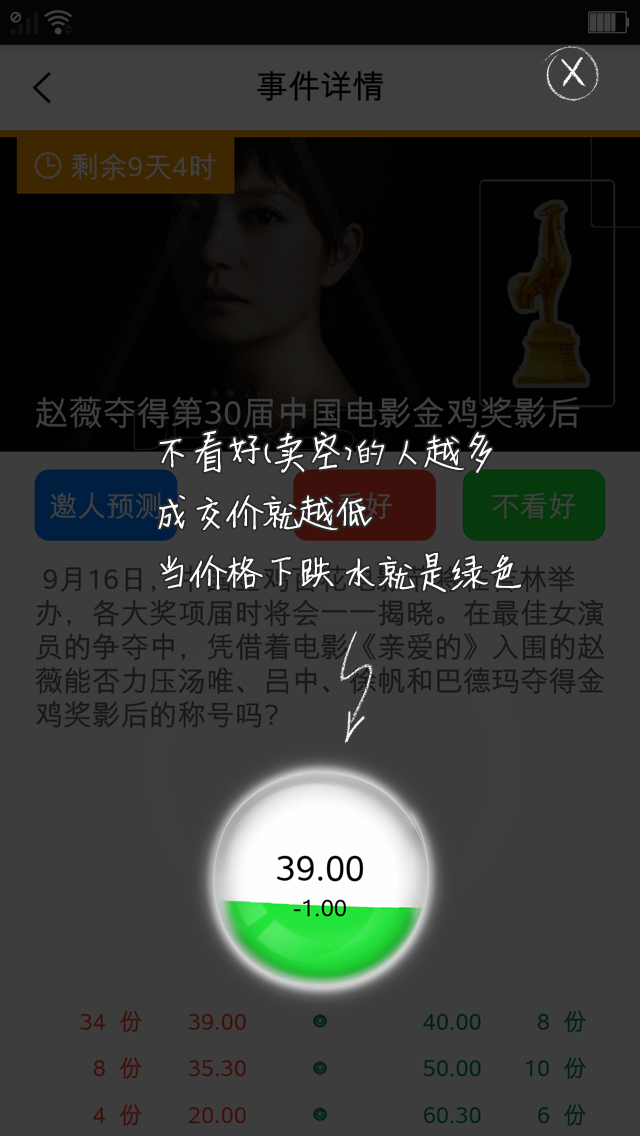 事件详情
X
剩余9天4时
赵薇夺得第30届中国电影金鸡奖影后
不看好(卖空)的人越多
成交价就越低
当价格下跌 水就是绿色
邀人预测
看好
不看好
9月16日,
林举
办，各大奖项届时将会一一揭晓。在最佳女演
员的争夺中，凭借着电影《亲爱的》入围的赵
薇能否力压汤唯、吕中、徐帆和巴德玛夺得金
鸡奖影后的称号吗?
39.00
-1.00
34 份 39.00 40.00 8 份
8 份 35.30 50.00 10 份
4 份 20.00 60.30 6 份